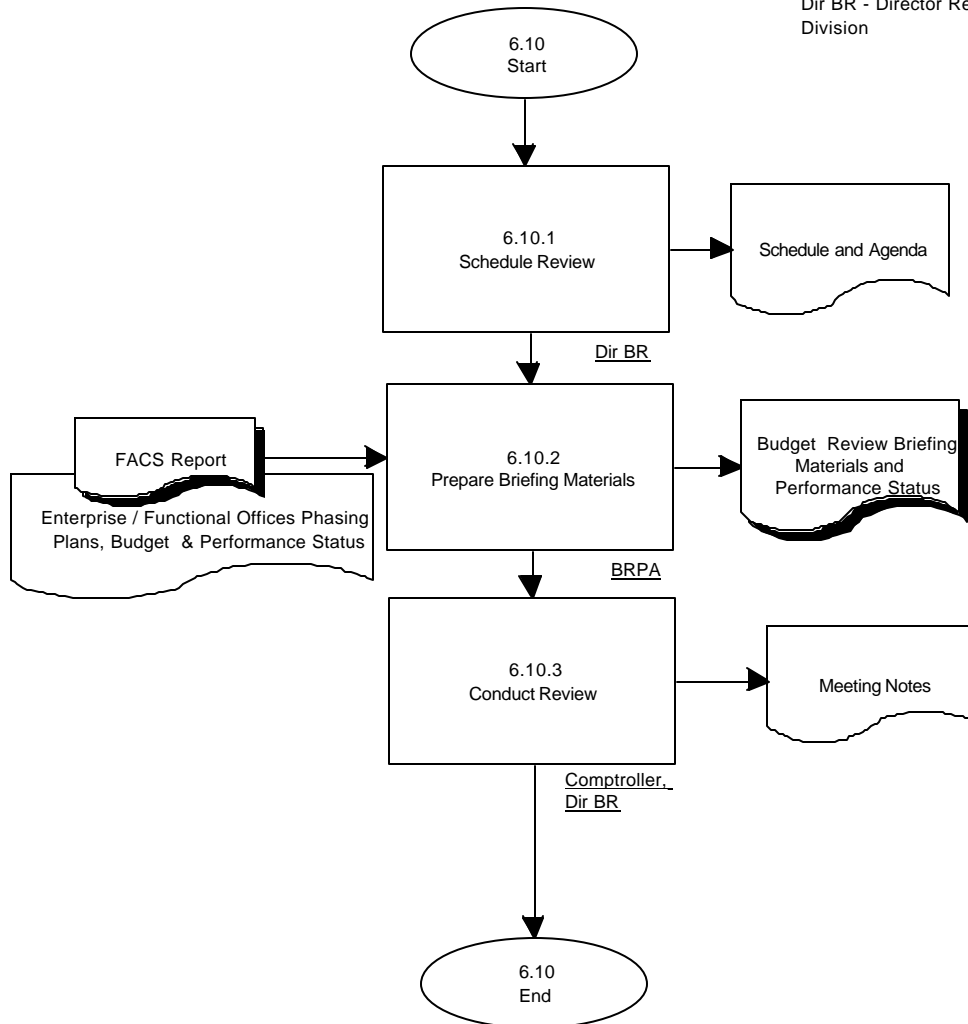 Dir BR - Director Re
Division
6.10
Start
6.10.1
Schedule Review
Schedule and Agenda
Dir BR
FACS Report
Enterprise / Functional Offices Phasing
Plans, Budget & Performance Status
6.10.2
Prepare Briefing Materials
Budget Review Briefing
Materials and
Performance Status
BRPA
6.10.3
Conduct Review
Meeting Notes
Comptroller,
Dir BR
6.10
End